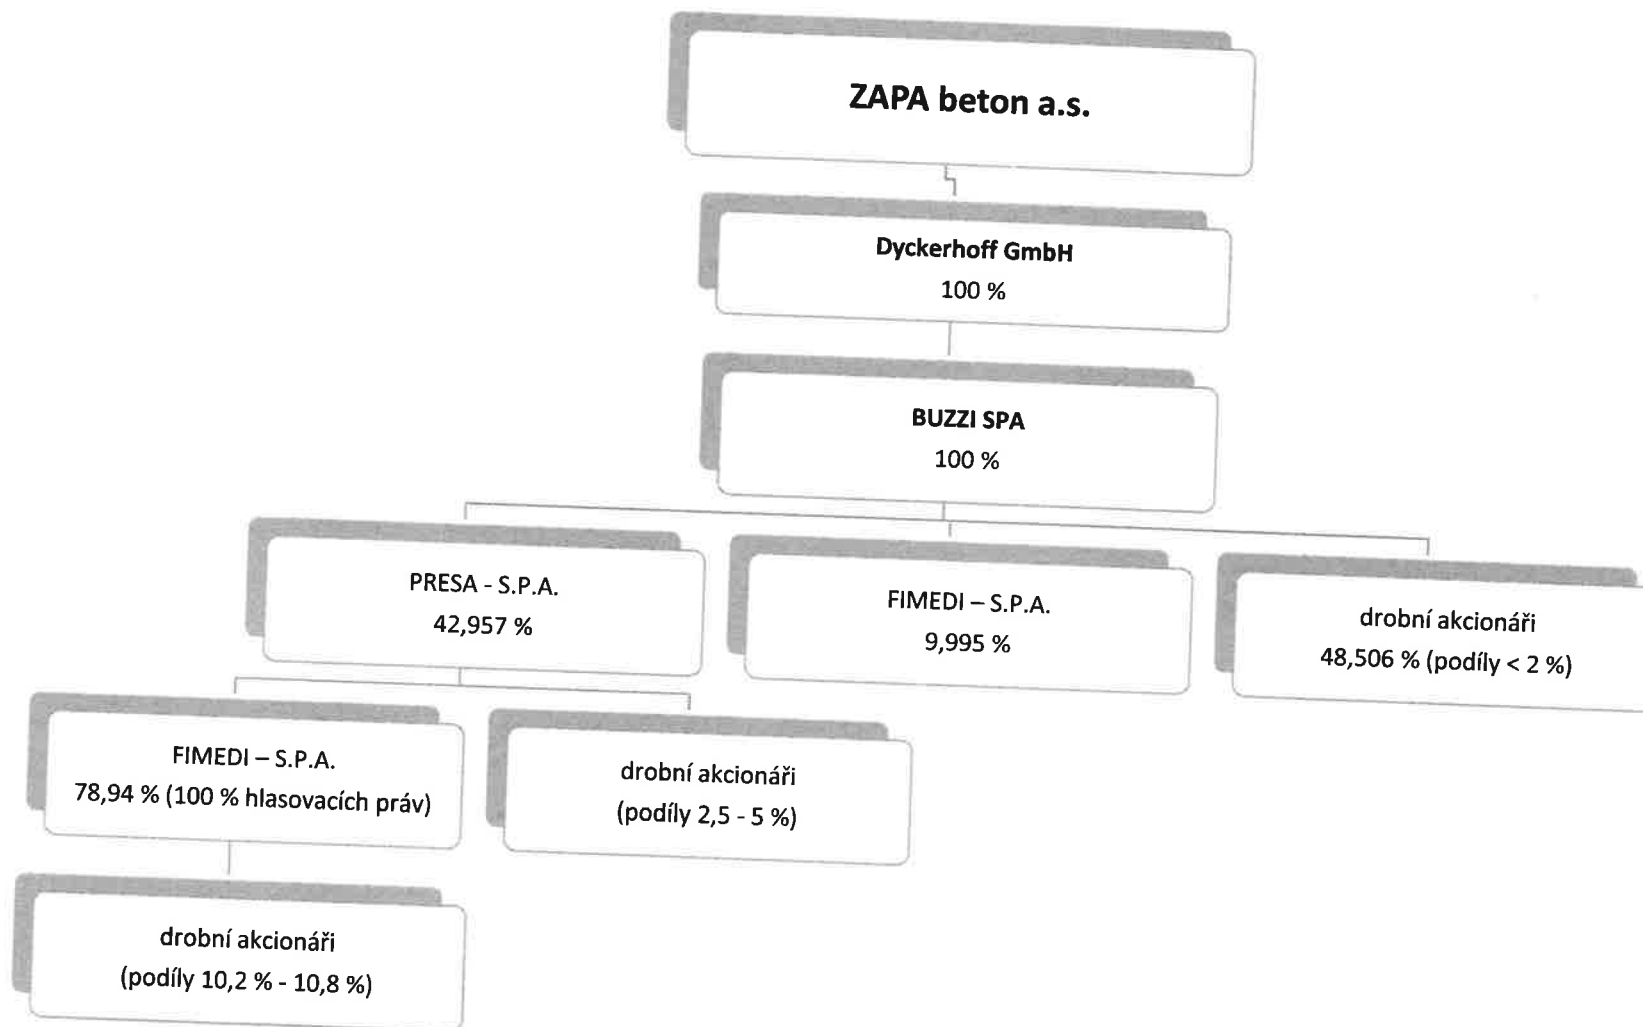 ZAPA beton a.s.
Dyckerhoff GmbH
100 %
BUZZI SPA
100 %
PRESA - S.P.A.
42,957 %
FIMEDI – S.P.A.
9,995 %
drobní akcionáři
48,506 % (podíly < 2 %)
FIMEDI – S.P.A.
78,94 % (100 % hlasovacích práv)
drobní akcionáři
(podíly 2,5 - 5 %)
drobní akcionáři
(podíly 10,2 % - 10,8 %)